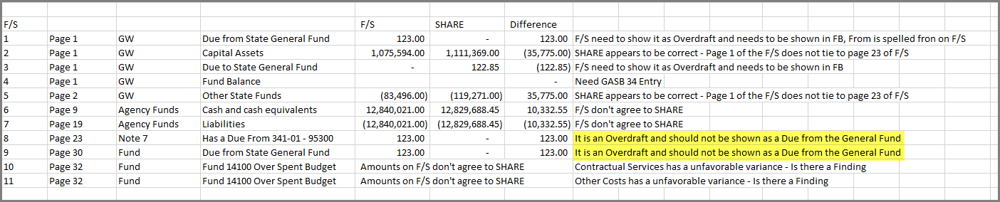 F/S F/S SHARE Difference
1 Page 1 GW Due from State General Fund 123.00 - 123.00 F/S need to show it as Overdraft and needs to be shown in FB, From is spelled fron on F/S
2 Page 1 GW Capital Assets 1,075,594.00 1,111,369.00 (35,775.00) SHARE appears to be correct - Page 1 of the F/S does not tie to page 23 of F/S
3 Page 1 GW Due to State General Fund - 122.85 (122.85) F/S need to show it as Overdraft and needs to be shown in FB
4 Page 1 GW Fund Balance - Need GASB 34 Entry
5 Page 2 GW Other State Funds (83,496.00) (119,271.00) 35,775.00 SHARE appears to be correct - Page 1 of the F/S does not tie to page 23 of F/S
6 Page 9 Agency Funds Cash and cash equivalents 12,840,021.00 12,829,688.45 10,332.55 F/S don't agree to SHARE
7 Page 19 Agency Funds Liabilities (12,840,021.00) (12,829,688.45) (10,332.55) F/S don't agree to SHARE
8 Page 23 Note 7 Has a Due From 341-01 - 95300 123.00 - 123.00 It is an Overdraft and should not be shown as a Due from the General Fund
9 Page 30 Fund Due from State General Fund 123.00 - 123.00 It is an Overdraft and should not be shown as a Due from the General Fund
10 Page 32 Fund Fund 14100 Over Spent Budget Amounts on F/S don't agree to SHARE Contractual Services has a unfavorable variance - Is there a Finding
11 Page 32 Fund Fund 14100 Over Spent Budget Amounts on F/S don't agree to SHARE Other Costs has a unfavorable variance - Is there a Finding